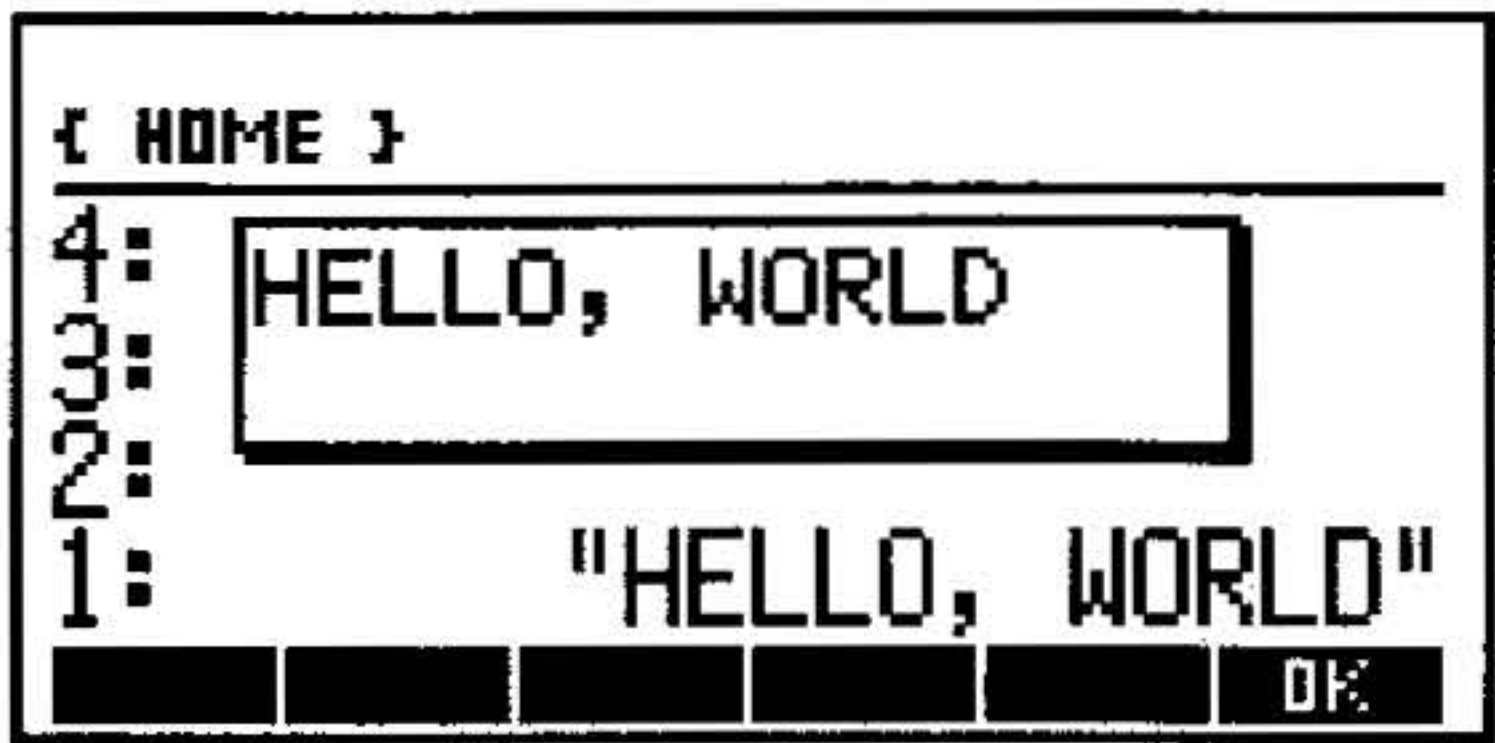 { HOME }
4:
HELLO, WORLD
3:
2:
1: "HELLO, WORLD"
OK